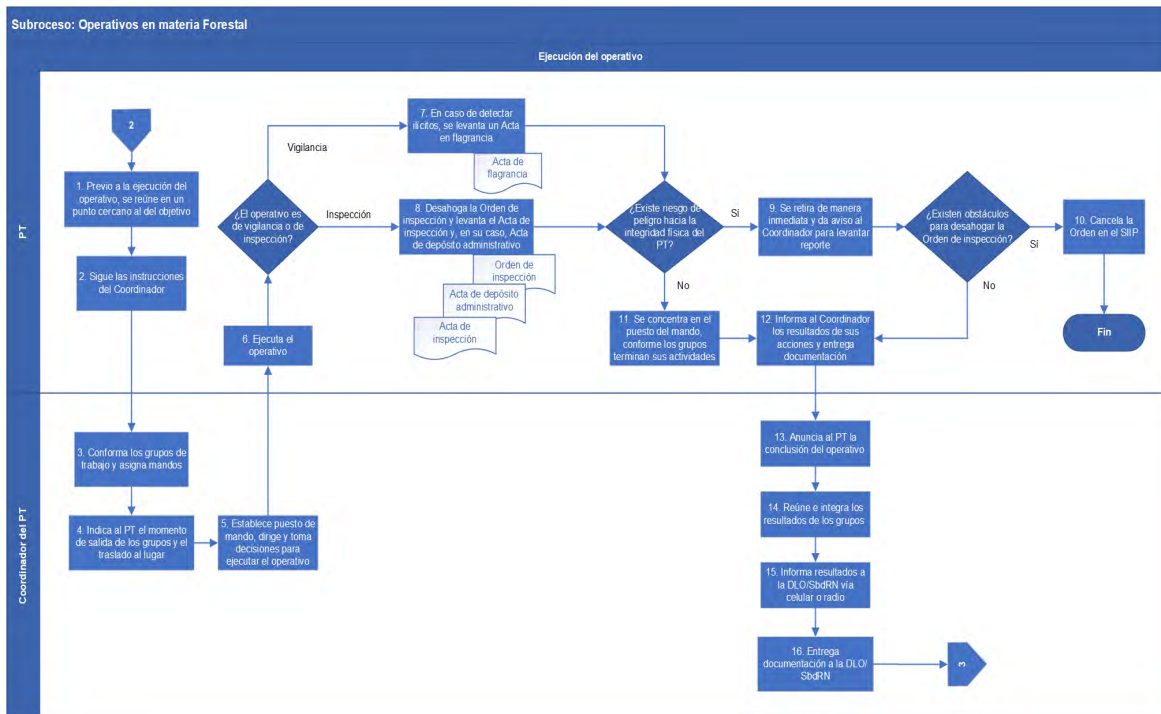 Subroceso: Operativos en materia Forestal
Ejecución del operativo
PT
2
1. Previo a la ejecución del
operativo, se reúne en un
punto cercano al del objetivo
2. Sigue las instrucciones
del Coordinador
6. Ejecuta el
operativo
¿El operativo es
de vigilancia o de
inspección?
Vigilancia
Inspección
7. En caso de detectar
ilícitos, se levanta un Acta
en flagrancia
Acta de
flagrancia
8. Desahoga la Orden de
inspección y levanta el Acta de
inspección y, en su caso, Acta
de depósito administrativo
Orden de
inspección
Acta de depósito
administrativo
Acta de
inspección
¿Existe riesgo de
peligro hacia la
integridad física del
PT?
Sí
No
9. Se retira de manera
inmediata y da aviso al
Coordinador para levantar
reporte
¿Existen obstáculos
para desahogar la
Orden de inspección?
Sí
No
10. Cancela la
Orden en el SIIP
Fin
11. Se concentra en el
puesto del mando,
conforme los grupos
terminan sus actividades
12. Informa al Coordinador
los resultados de sus
acciones y entrega
documentación
Coordinador del PT
3. Conforma los grupos de
trabajo y asigna mandos
4. Indica al PT el momento
de salida de los grupos y el
traslado al lugar
5. Establece puesto de
mando, dirige y toma
decisiones para
ejecutar el operativo
13. Anuncia al PT la
conclusión del operativo
14. Reúne e integra los
resultados de los grupos
15. Informa resultados a
la DLO/SbdRN vía
celular o radio
16. Entrega
documentación a la DLO/
SbdRN
3